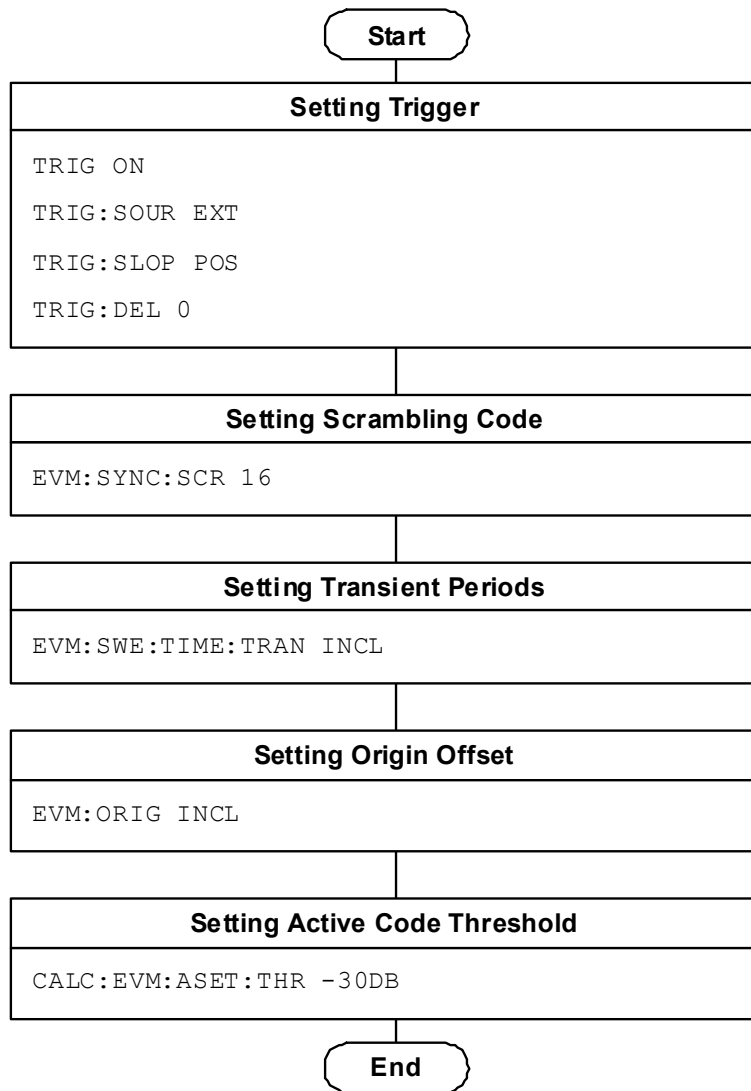 Start
Setting Trigger
TRIG ON
TRIG:SOUR EXT
TRIG:SLOP POS
TRIG:DEL 0
Setting Scrambling Code
EVM:SYNC:SCR 16
Setting Transient Periods
EVM:SWE:TIME:TRAN INCL
Setting Origin Offset
EVM:ORIG INCL
Setting Active Code Threshold
CALC:EVM:ASET:THR -30DB
End